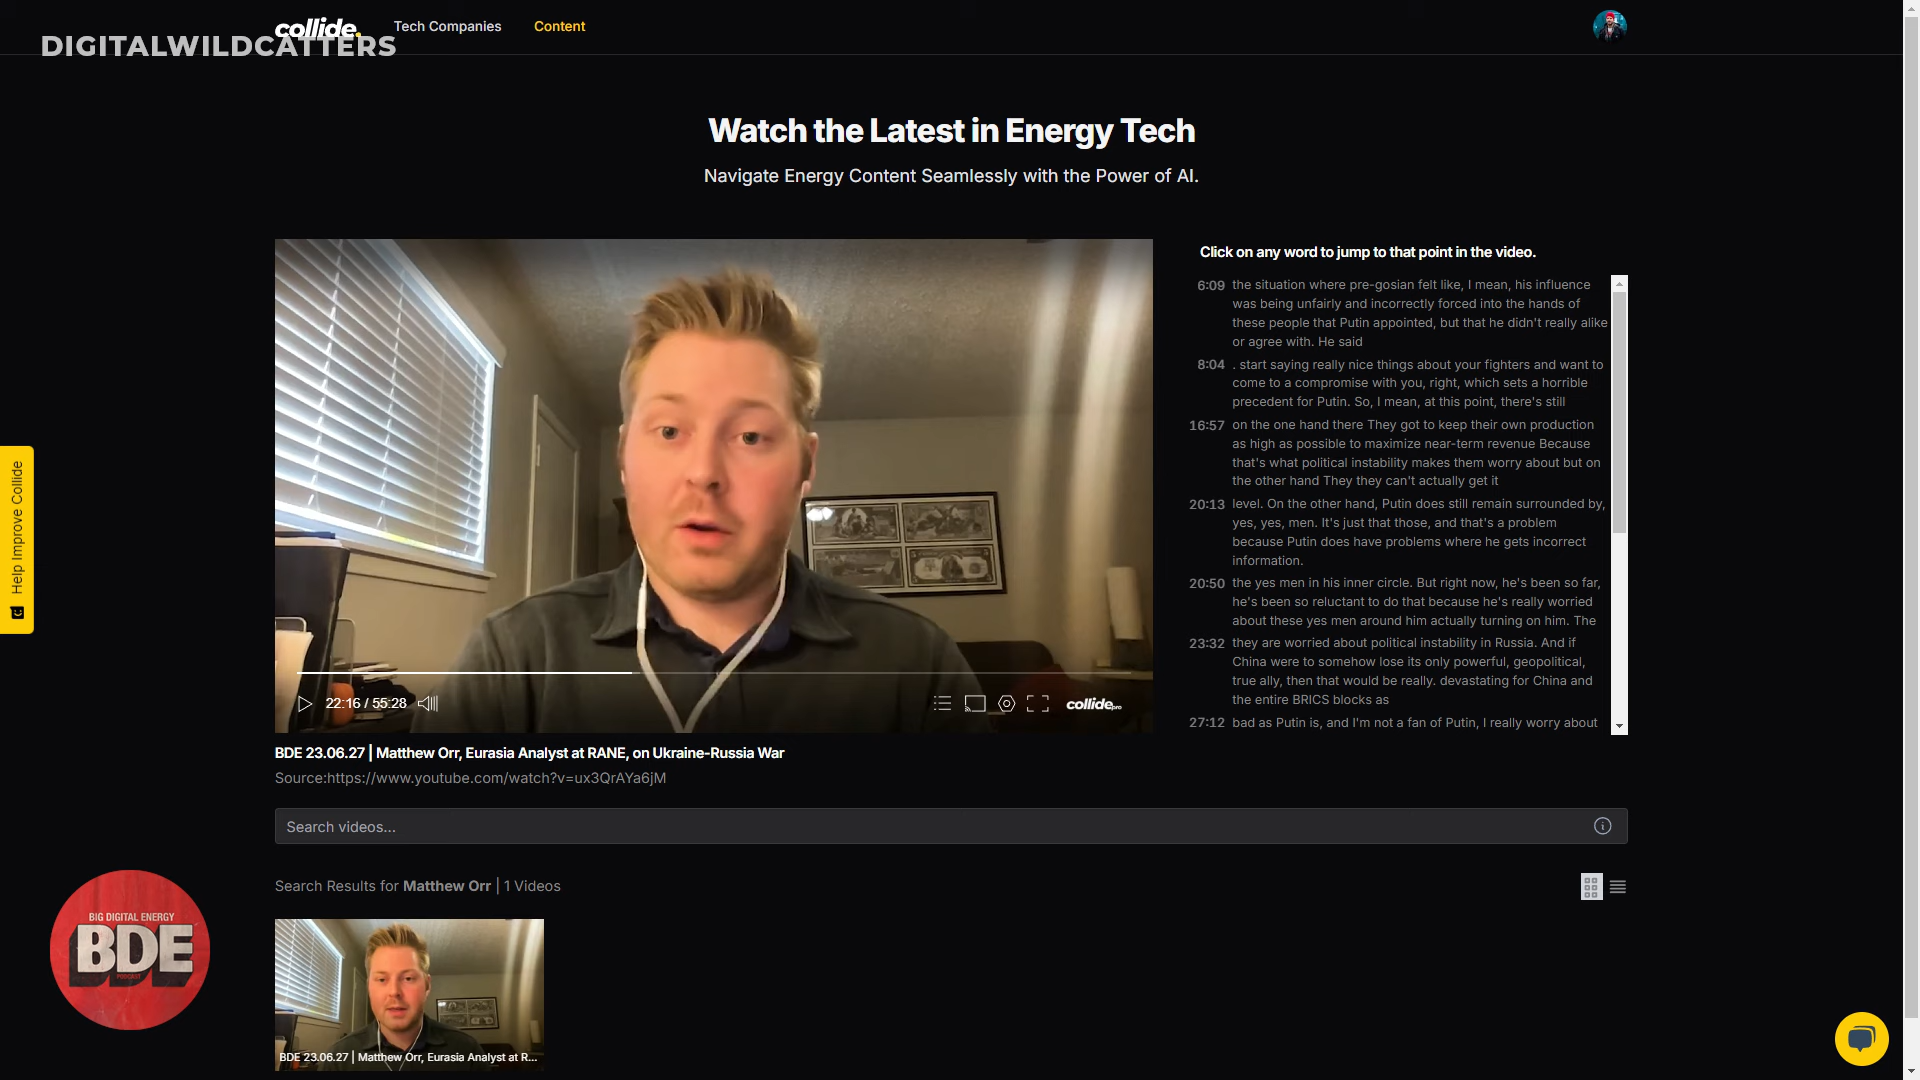 collide.
Tech Companies
Content
DIGITALWILDCATTERS
Watch the Latest in Energy Tech
Navigate Energy Content Seamlessly with the Power of AI.
Click on any word to jump to that point in the video.
6:09 the situation where pre-gosian felt like, I mean, his influence
was being unfairly and incorrectly forced into the hands of
these people that Putin appointed, but that he didn't really alike
or agree with. He said
8:04 . start saying really nice things about your fighters and want to
come to a compromise with you, right, which sets a horrible
precedent for Putin. So, I mean, at this point, there's still
16:57 on the one hand there They got to keep their own production
as high as possible to maximize near-term revenue Because
that's what political instability makes them worry about but on
the other hand They they can't actually get it
20:13 level. On the other hand, Putin does still remain surrounded by,
yes, yes, men. It's just that those, and that's a problem
because Putin does have problems where he gets incorrect
information.
20:50 the yes men in his inner circle. But right now, he's been so far,
he's been so reluctant to do that because he's really worried
about these yes men around him actually turning on him. The
23:32 they are worried about political instability in Russia. And if
China were to somehow lose its only powerful, geopolitical,
true ally, then that would be really. devastating for China and
the entire BRICS blocks as
27:12 bad as Putin is, and I'm not a fan of Putin, I really worry about
22:16 / 55:28
collide.pro
BDE 23.06.27 | Matthew Orr, Eurasia Analyst at RANE, on Ukraine-Russia War
Source:https://www.youtube.com/watch?v=ux3QrAYa6jM
Help Improve Collide
Search videos...
Search Results for Matthew Orr | 1 Videos
BIG DIGITAL ENERGY
BDE
PODCAST
BDE 23.06.27 | Matthew Orr, Eurasia Analyst at R...